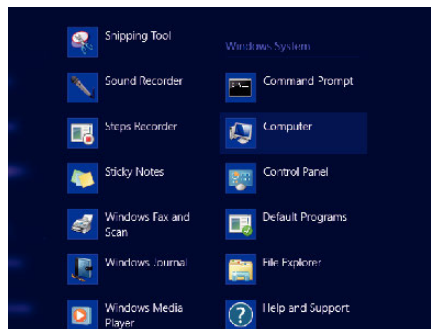 Snipping Tool
Sound Recorder
Steps Recorder
Sticky Notes
Windows Fax and
Scan
Windows Journal
Windows Media
Player
Windows System
Command Prompt
Computer
Control Panel
Default Programs
File Explorer
Help and Support